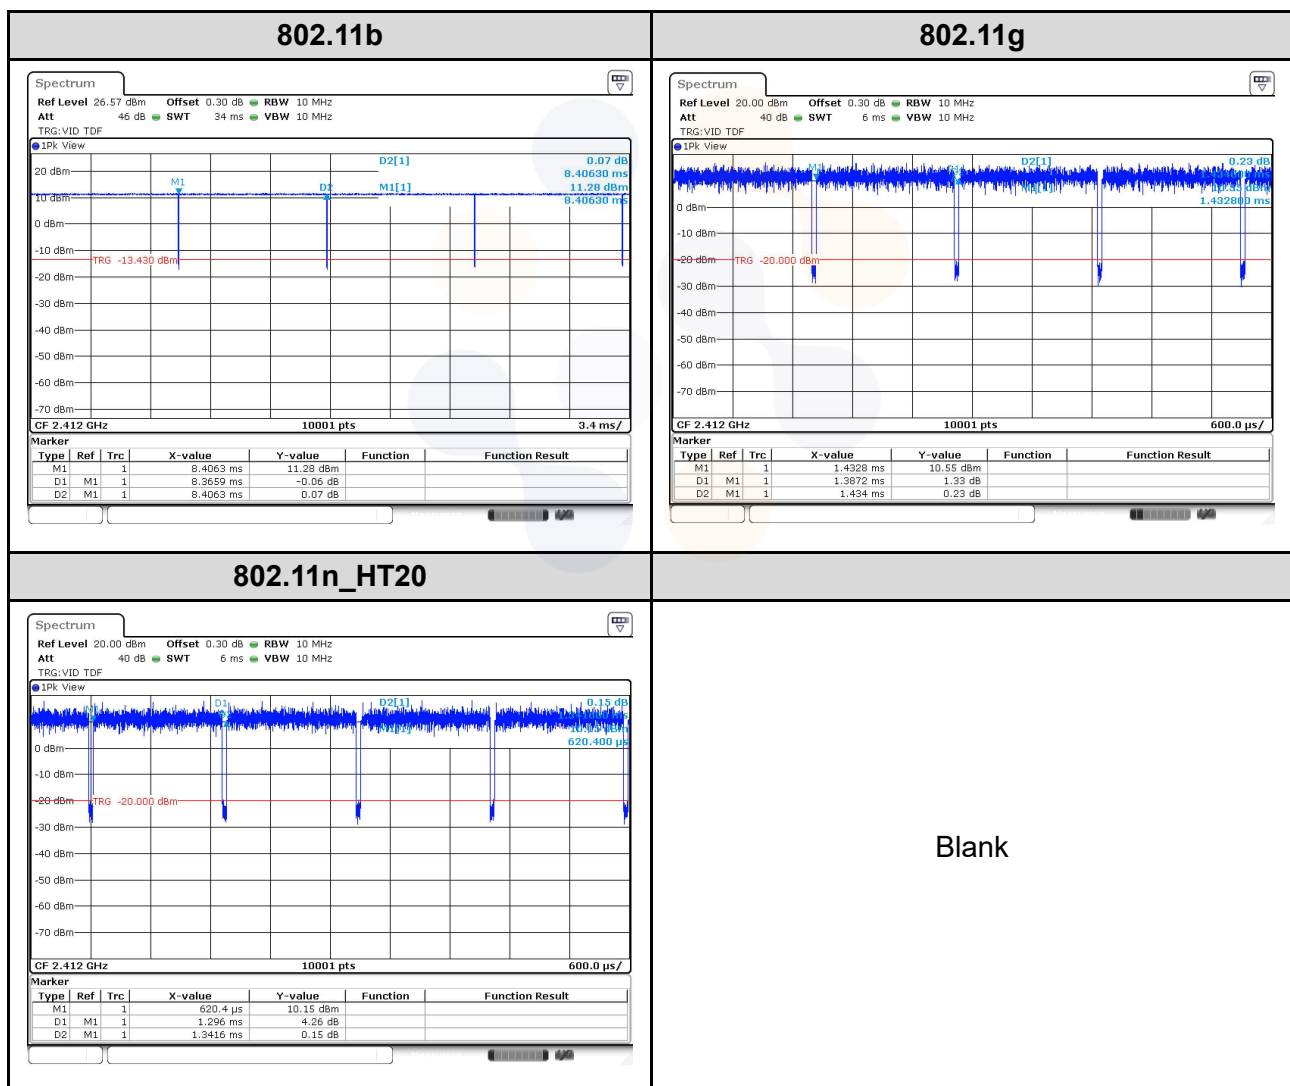 802.11b
802.11g
Spectrum
Ref Level 26.57 dBm Offset 0.30 dB RBW 10 MHz
Att 46 dB SWT 34 ms VBW 10 MHz
TRG:VID TDF
1Pk View
D2[1] 0.07 dB
8.40630 ms
M1[1] 11.28 dBm
8.40630 ms
M1
D2
20 dBm
10 dBm
0 dBm
-10 dBm
TRG -13.430 dBm
-20 dBm
-30 dBm
-40 dBm
-50 dBm
-60 dBm
-70 dBm
CF 2.412 GHz 10001 pts 3.4 ms/
Marker
Type Ref Trc X-value Y-value Function Function Result
M1 1 8.4063 ms 11.28 dBm
D1 M1 1 8.3659 ms -0.06 dB
D2 M1 1 8.4063 ms 0.07 dB
Spectrum
Ref Level 20.00 dBm Offset 0.30 dB RBW 10 MHz
Att 40 dB SWT 6 ms VBW 10 MHz
TRG:VID TDF
1Pk View
D2[1] 0.23 dB
1.432800 ms
M1
0 dBm
-10 dBm
-20 dBm
TRG -20.000 dBm
-30 dBm
-40 dBm
-50 dBm
-60 dBm
-70 dBm
CF 2.412 GHz 10001 pts 600.0 µs/
Marker
Type Ref Trc X-value Y-value Function Function Result
M1 1 1.4328 ms 10.55 dBm
D1 M1 1 1.3872 ms 1.33 dB
D2 M1 1 1.434 ms 0.23 dB
802.11n_HT20
Spectrum
Ref Level 20.00 dBm Offset 0.30 dB RBW 10 MHz
Att 40 dB SWT 6 ms VBW 10 MHz
TRG:VID TDF
1Pk View
D1
D2[1] 0.15 dB
620.400 µs
0 dBm
-10 dBm
-20 dBm
TRG -20.000 dBm
-30 dBm
-40 dBm
-50 dBm
-60 dBm
-70 dBm
CF 2.412 GHz 10001 pts 600.0 µs/
Marker
Type Ref Trc X-value Y-value Function Function Result
M1 1 620.4 µs 10.15 dBm
D1 M1 1 1.296 ms 4.26 dB
D2 M1 1 1.3416 ms 0.15 dB
Blank